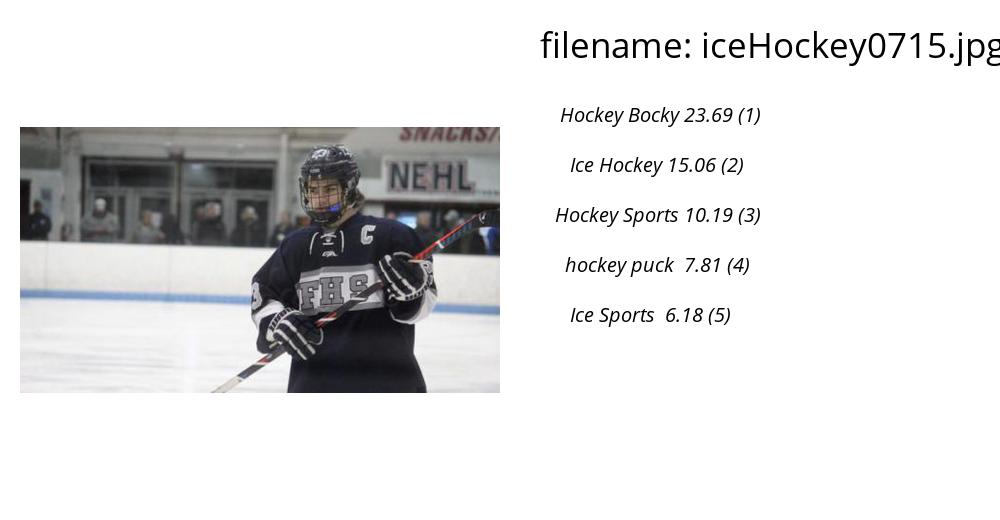 filename: iceHockey0715.jpg
Hockey Bocky 23.69 (1)
Ice Hockey 15.06 (2)
Hockey Sports 10.19 (3)
hockey puck 7.81 (4)
Ice Sports 6.18 (5)
SNACKS/
NEHL
C
FHS